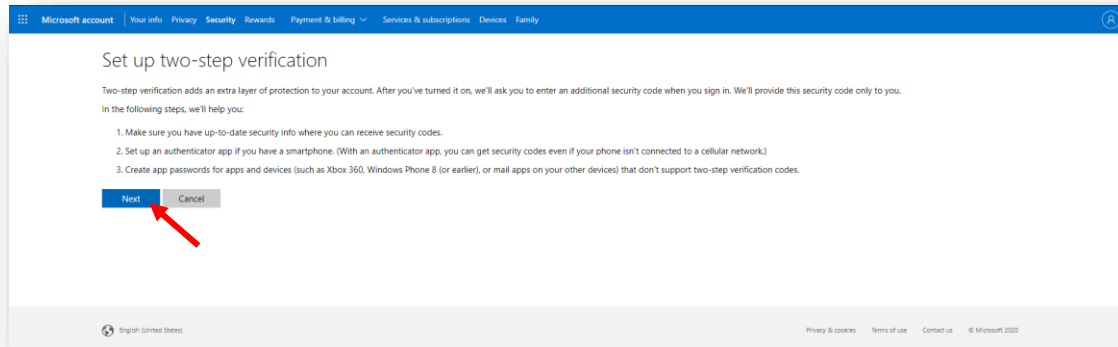 Microsoft account Your info Privacy Security Rewards Payment & billing Services & subscriptions Devices Family
Set up two-step verification
Two-step verification adds an extra layer of protection to your account. After you've turned it on, we'll ask you to enter an additional security code when you sign in. We'll provide this security code only to you.
In the following steps, we'll help you:
1. Make sure you have up-to-date security info where you can receive security codes.
2. Set up an authenticator app if you have a smartphone. (With an authenticator app, you can get security codes even if your phone isn't connected to a cellular network.)
3. Create app passwords for apps and devices (such as Xbox 360, Windows Phone 8 (or earlier), or mail apps on your other devices) that don't support two-step verification codes.
Next Cancel
English (United States) Privacy & cookies Terms of use Contact us © Microsoft 2020